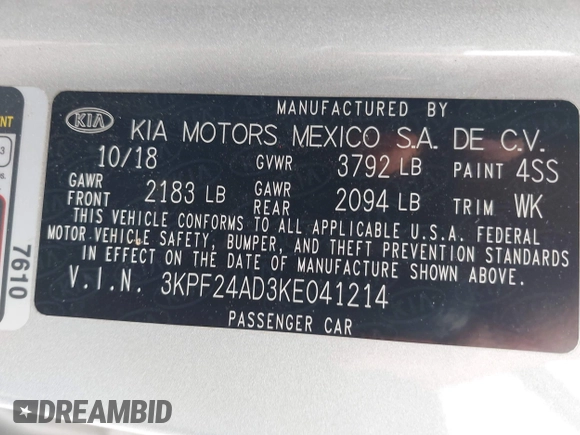 MANUFACTURED BY
KIA KIA MOTORS MEXICO S.A. DE C.V.
10/18 GVWR 3792 LB PAINT 4SS
GAWR FRONT 2183 LB GAWR REAR 2094 LB TRIM WK
THIS VEHICLE CONFORMS TO ALL APPLICABLE U.S.A. FEDERAL
MOTOR VEHICLE SAFETY, BUMPER, AND THEFT PREVENTION STANDARDS
IN EFFECT ON THE DATE OF MANUFACTURE SHOWN ABOVE.
V.I.N. 3KPF24AD3KE041214
PASSENGER CAR
7610
DREAMBID